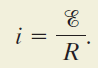 i = ℰ / R.